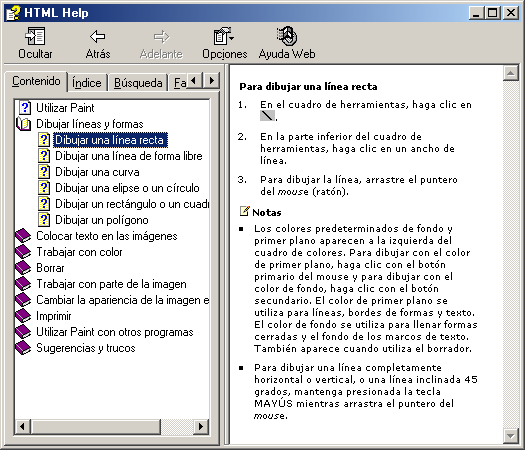 HTML Help
Ocultar Atrás Adelante Opciones Ayuda Web
Contenido Índice Búsqueda Fa
Utilizar Paint
Dibujar líneas y formas
Dibujar una línea recta
Dibujar una línea de forma libre
Dibujar una curva
Dibujar una elipse o un círculo
Dibujar un rectángulo o un cuad
Dibujar un polígono
Colocar texto en las imágenes
Trabajar con color
Borrar
Trabajar con parte de la imagen
Cambiar la apariencia de la imagen e
Imprimir
Utilizar Paint con otros programas
Sugerencias y trucos
Para dibujar una línea recta
1. En el cuadro de herramientas, haga clic en
.
2. En la parte inferior del cuadro de
herramientas, haga clic en un ancho de
línea.
3. Para dibujar la línea, arrastre el puntero
del mouse (ratón).
Notas
Los colores predeterminados de fondo y
primer plano aparecen a la izquierda del
cuadro de colores. Para dibujar con el color
de primer plano, haga clic con el botón
primario del mouse y para dibujar con el
color de fondo, haga clic con el botón
secundario. El color de primer plano se
utiliza para líneas, bordes de formas y texto.
El color de fondo se utiliza para llenar formas
cerradas y el fondo de los marcos de texto.
También aparece cuando utiliza el borrador.
Para dibujar una línea completamente
horizontal o vertical, o una línea inclinada 45
grados, mantenga presionada la tecla
MAYÚS mientras arrastra el puntero del
mouse.